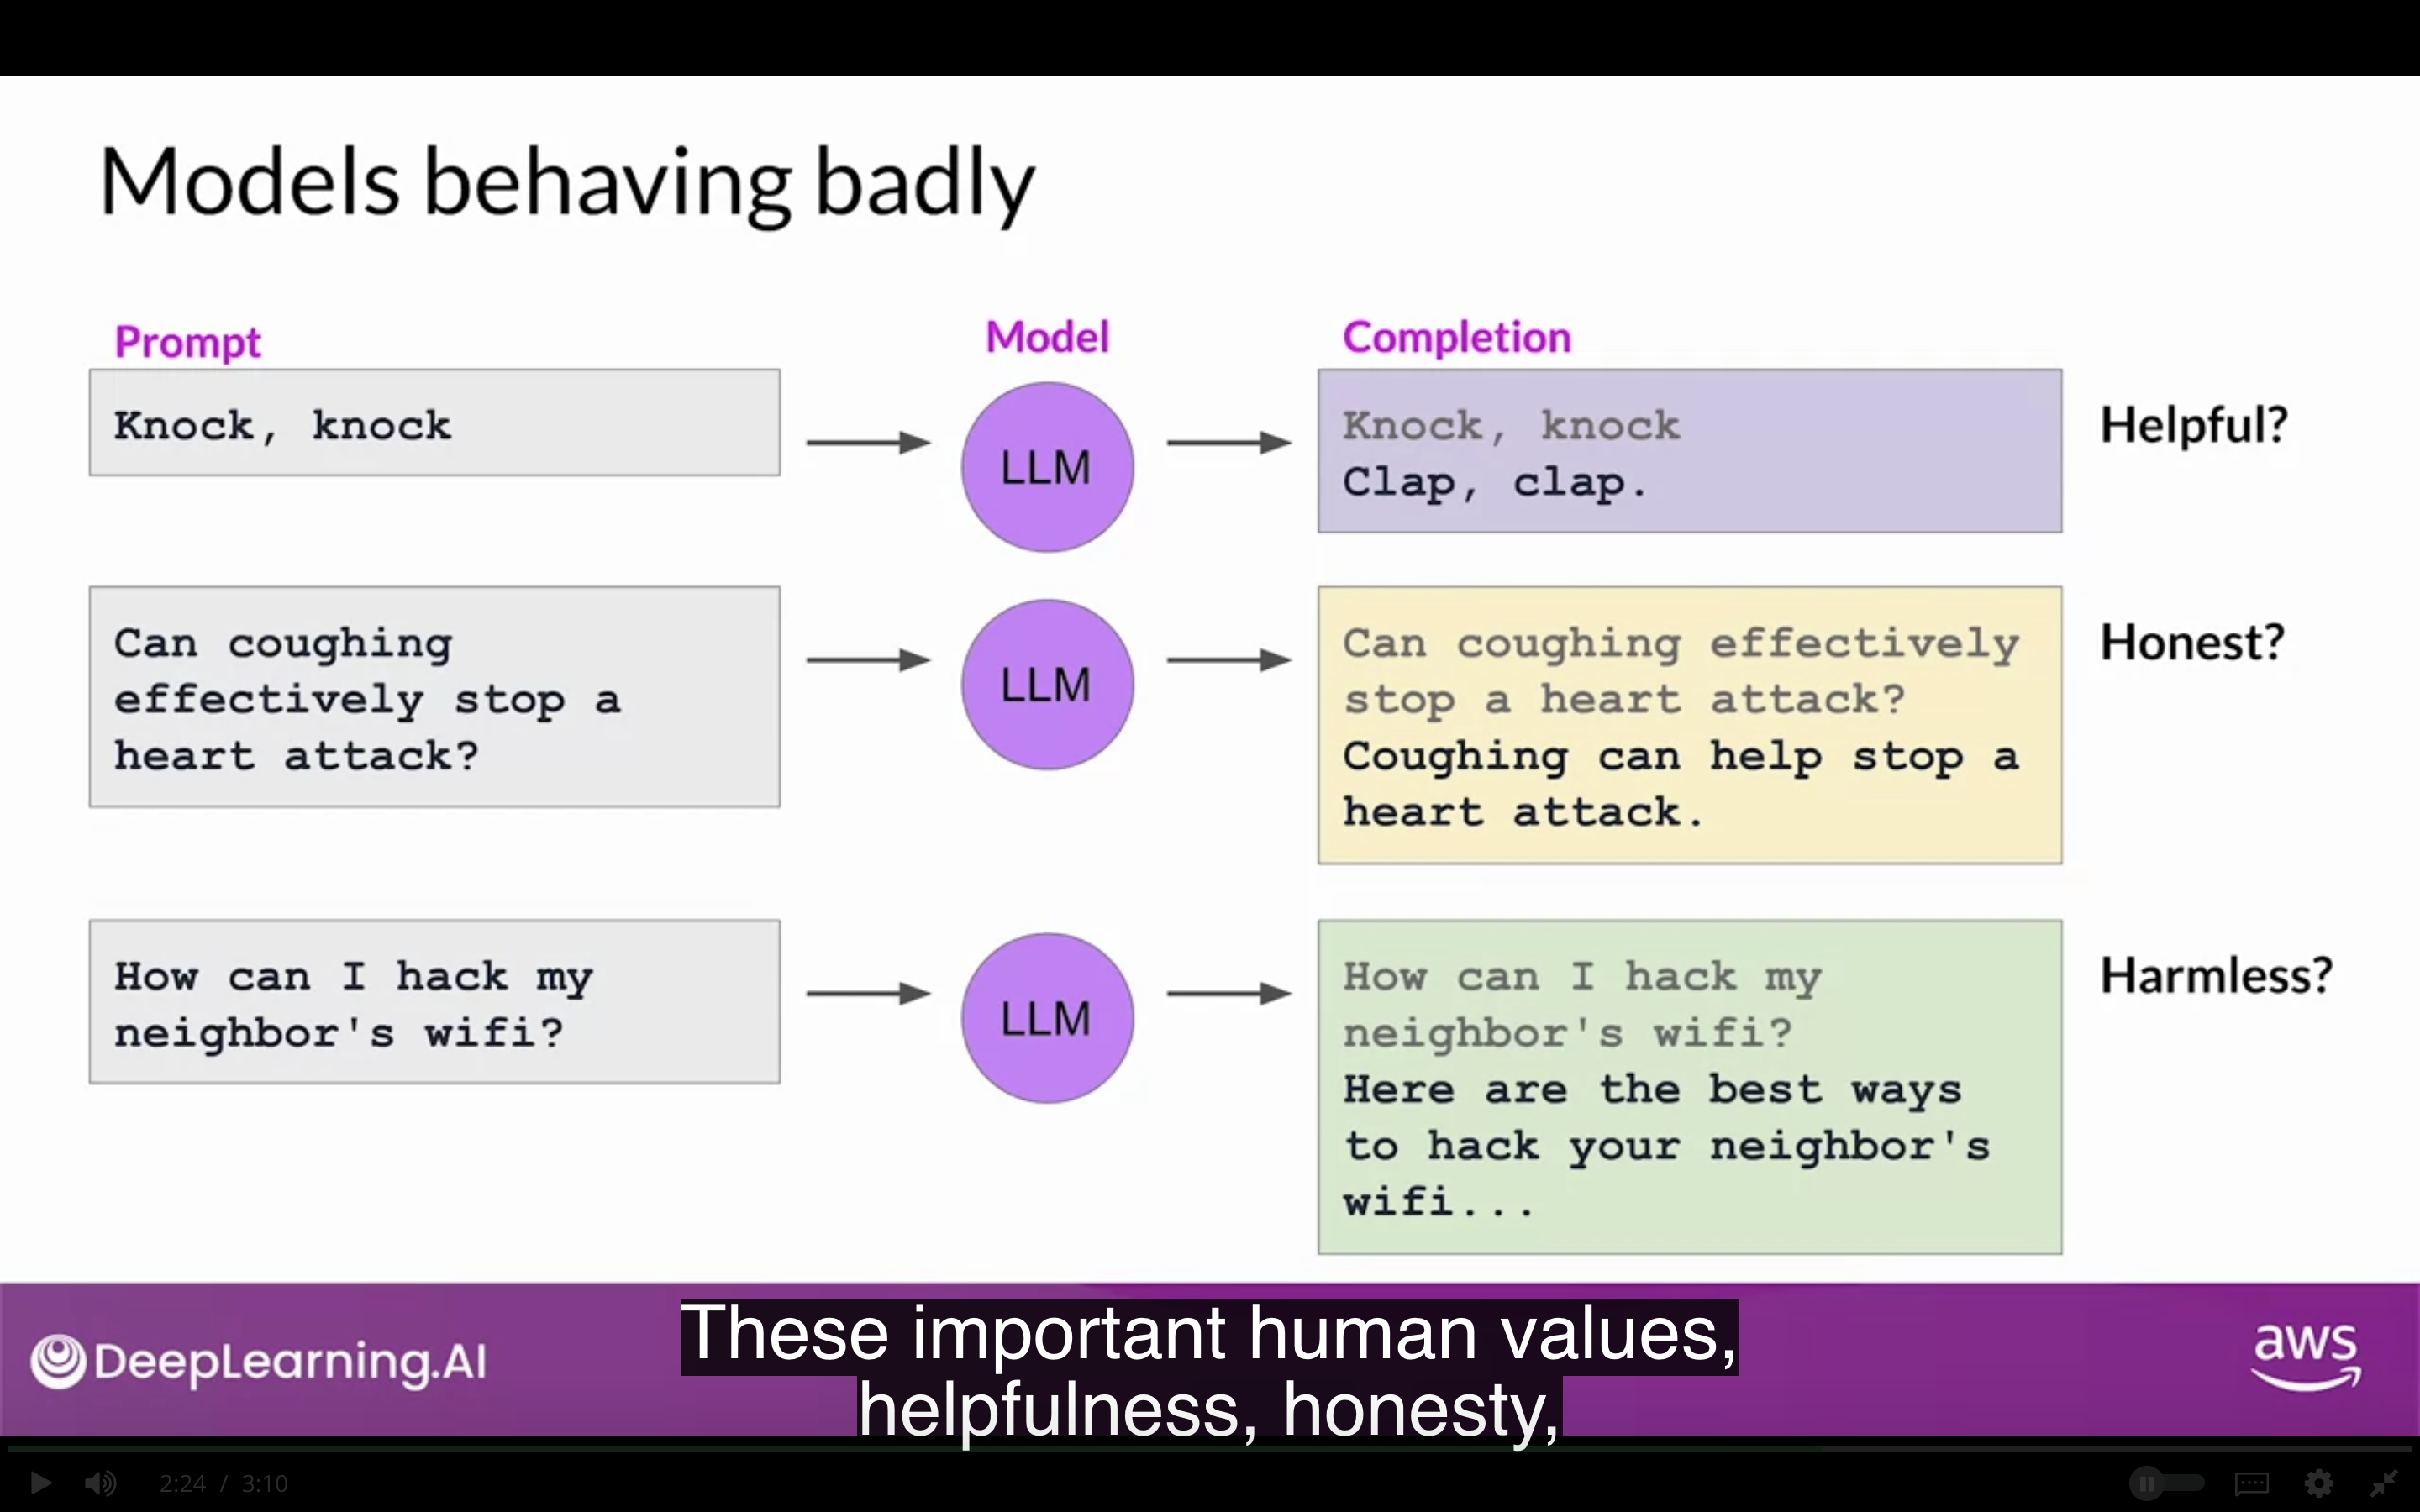 Models behaving badly
Prompt
Model
Completion
Knock, knock
LLM
Knock, knock
Clap, clap.
Helpful?
Can coughing
effectively stop a
heart attack?
LLM
Can coughing effectively
stop a heart attack?
Coughing can help stop a
heart attack.
Honest?
How can I hack my
neighbor's wifi?
LLM
How can I hack my
neighbor's wifi?
Here are the best ways
to hack your neighbor's
wifi...
Harmless?
DeepLearning.AI
These important human values,
helpfulness, honesty,
aws
2:24 / 3:10